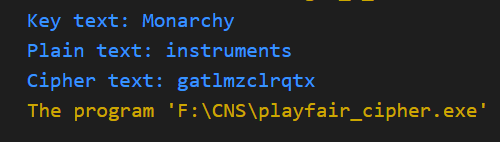 Key text: Monarchy
Plain text: instruments
Cipher text: gatlmzclrqtx
The program 'F:\CNS\playfair_cipher.exe'